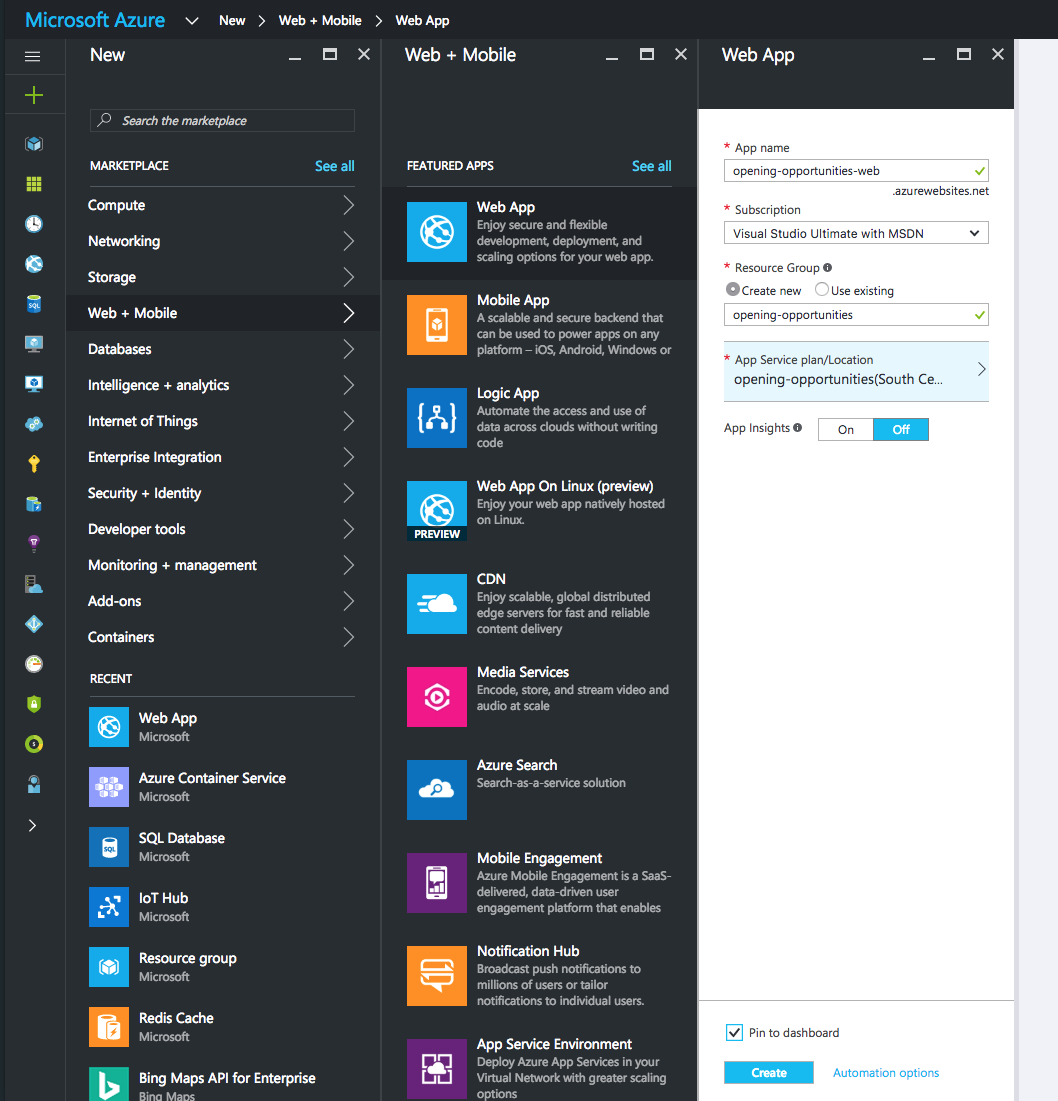 Microsoft Azure New Web + Mobile Web App
New
Search the marketplace
MARKETPLACE See all
Compute
Networking
Storage
Web + Mobile
Databases
Intelligence + analytics
Internet of Things
Enterprise Integration
Security + Identity
Developer tools
Monitoring + management
Add-ons
Containers
RECENT
Web App
Microsoft
Azure Container Service
Microsoft
SQL Database
Microsoft
IoT Hub
Microsoft
Resource group
Microsoft
Redis Cache
Microsoft
Bing Maps API for Enterprise
Bing Maps
Web + Mobile
FEATURED APPS See all
Web App
Enjoy secure and flexible
development, deployment, and
scaling options for your web app.
Mobile App
A scalable and secure backend that
can be used to power apps on any
platform – iOS, Android, Windows or
Logic App
Automate the access and use of
data across clouds without writing
code
Web App On Linux (preview)
Enjoy your web app natively hosted
on Linux.
PREVIEW
CDN
Enjoy scalable, global distributed
edge servers for fast and reliable
content delivery
Media Services
Encode, store, and stream video and
audio at scale
Azure Search
Search-as-a-service solution
Mobile Engagement
Azure Mobile Engagement is a SaaS-
delivered, data-driven user
engagement platform that enables
Notification Hub
Broadcast push notifications to
millions of users or tailor
notifications to individual users.
App Service Environment
Deploy Azure App Services in your
Virtual Network with greater scaling
options
Web App
* App name
opening-opportunities-web
.azurewebsites.net
* Subscription
Visual Studio Ultimate with MSDN
* Resource Group
Create new Use existing
opening-opportunities
* App Service plan/Location
opening-opportunities(South Ce...
App Insights On Off
Pin to dashboard
Create Automation options